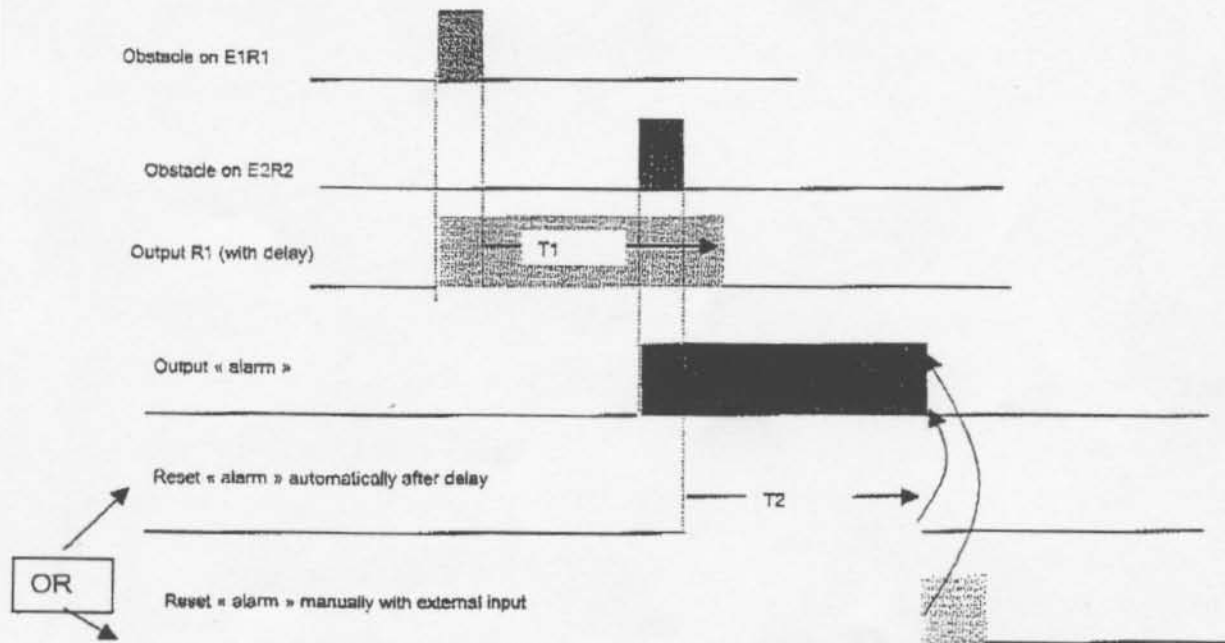 Obstacle on E1R1
Obstacle on E2R2
Output R1 (with delay)
T1
Output « alarm »
Reset « alarm » automatically after delay
T2
OR
Reset « alarm » manually with external input